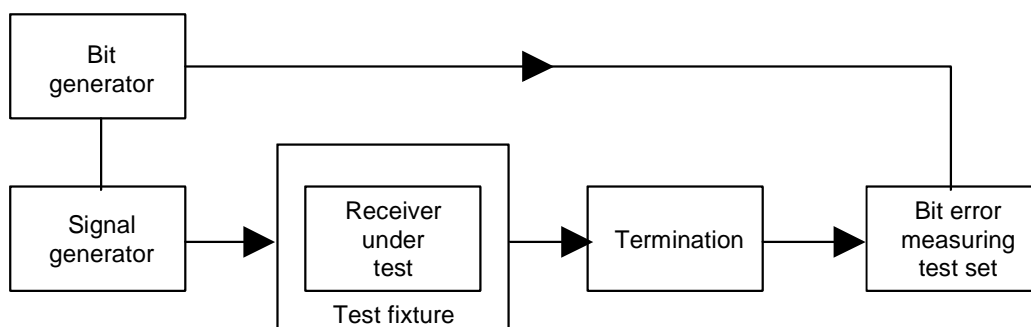 Bit
generator
Signal
generator
Receiver
under
test
Test fixture
Termination
Bit error
measuring
test set